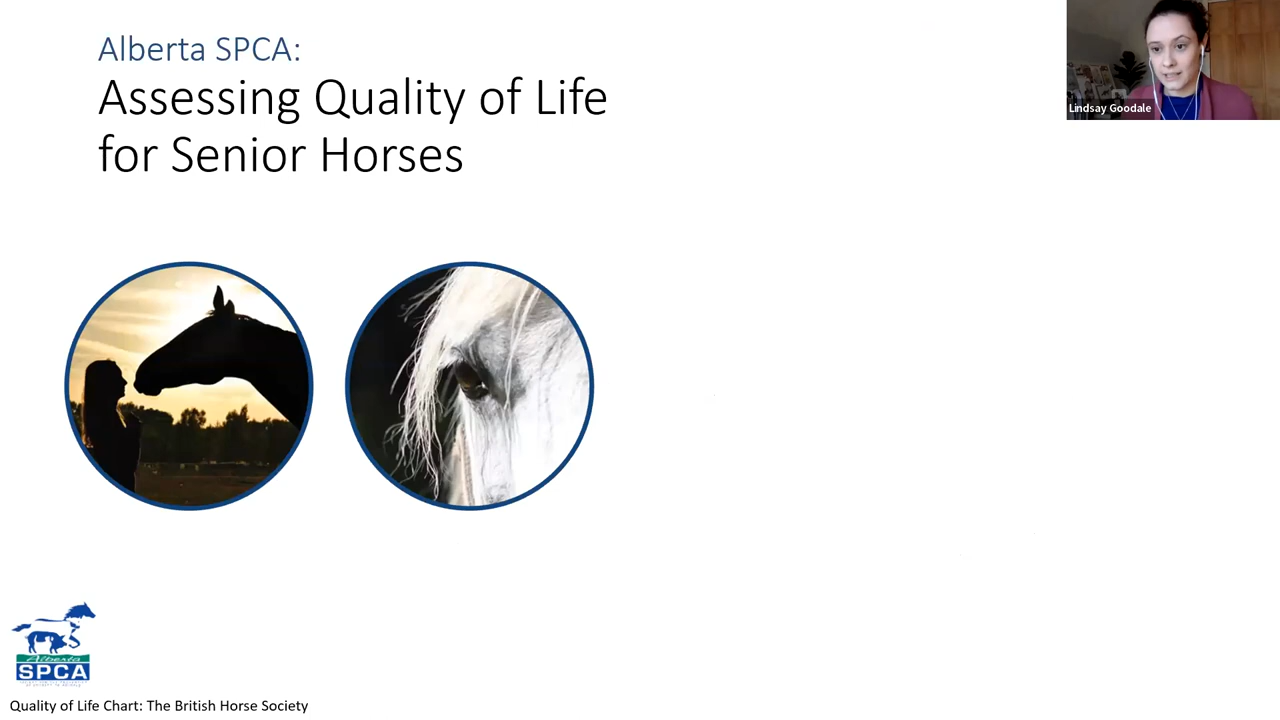 Alberta SPCA:
Assessing Quality of Life
for Senior Horses
Lindsay Goodale
Alberta
SPCA
Quality of Life Chart: The British Horse Society